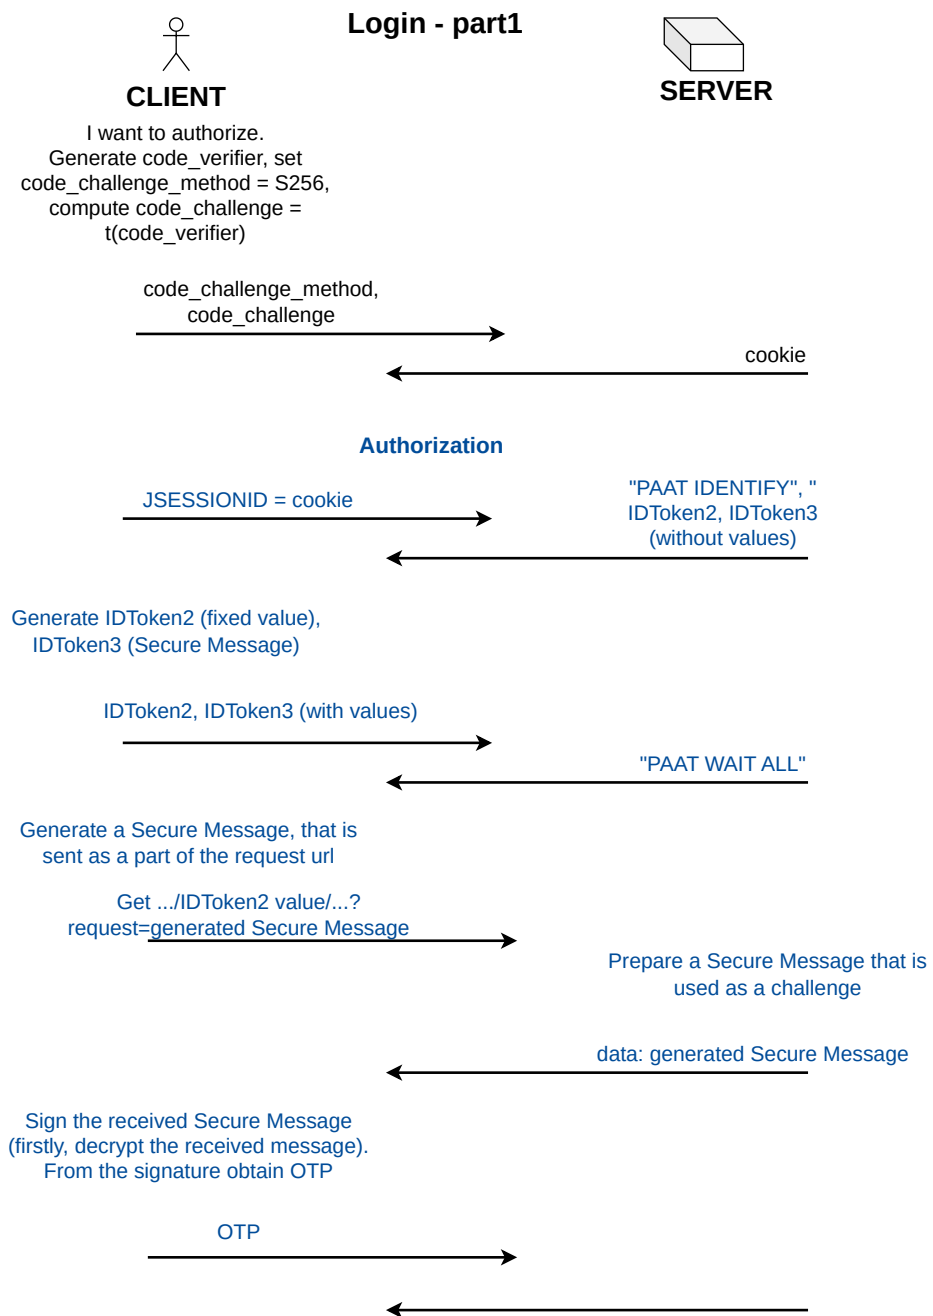 Login - part1
CLIENT
SERVER
I want to authorize.
Generate code_verifier, set
code_challenge_method = S256,
compute code_challenge =
t(code_verifier)
code_challenge_method,
code_challenge
cookie
Authorization
JSESSIONID = cookie
"PAAT IDENTIFY", "
IDToken2, IDToken3
(without values)
Generate IDToken2 (fixed value),
IDToken3 (Secure Message)
IDToken2, IDToken3 (with values)
"PAAT WAIT ALL"
Generate a Secure Message, that is
sent as a part of the request url
Get .../IDToken2 value/...?
request=generated Secure Message
Prepare a Secure Message that is
used as a challenge
data: generated Secure Message
Sign the received Secure Message
(firstly, decrypt the received message).
From the signature obtain OTP
OTP